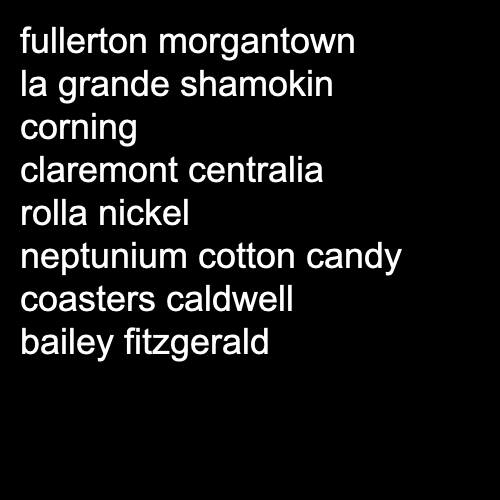 fullerton morgantown
la grande shamokin
corning
claremont centralia
rolla nickel
neptunium cotton candy
coasters caldwell
bailey fitzgerald